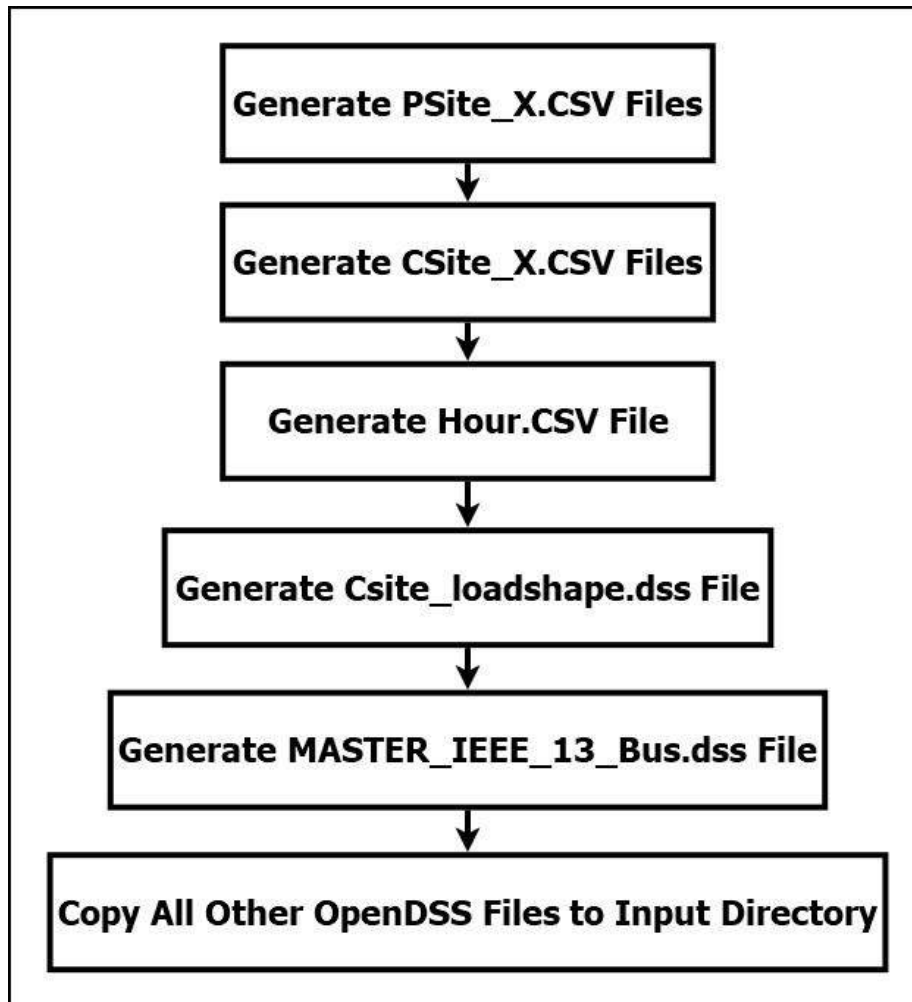 Generate PSite_X.CSV Files
Generate CSite_X.CSV Files
Generate Hour.CSV File
Generate Csite_loadshape.dss File
Generate MASTER_IEEE_13_Bus.dss File
Copy All Other OpenDSS Files to Input Directory